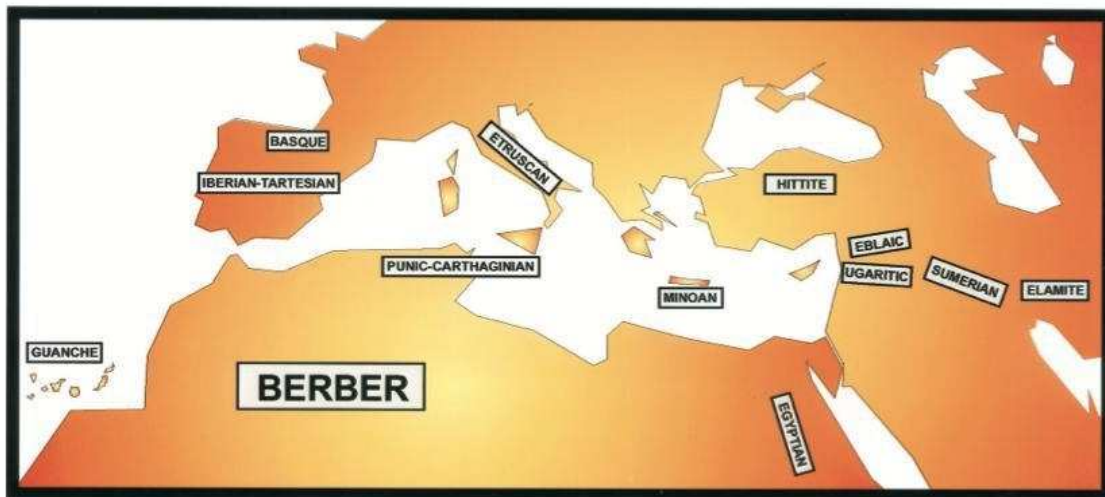 BASQUE
ETRUSCAN
IBERIAN-TARTESIAN
HITTITE
EBLAIC
PUNIC-CARTHAGINIAN
UGARITIC
SUMERIAN
ELAMITE
MINOAN
GUANCHE
BERBER
EGYPTIAN